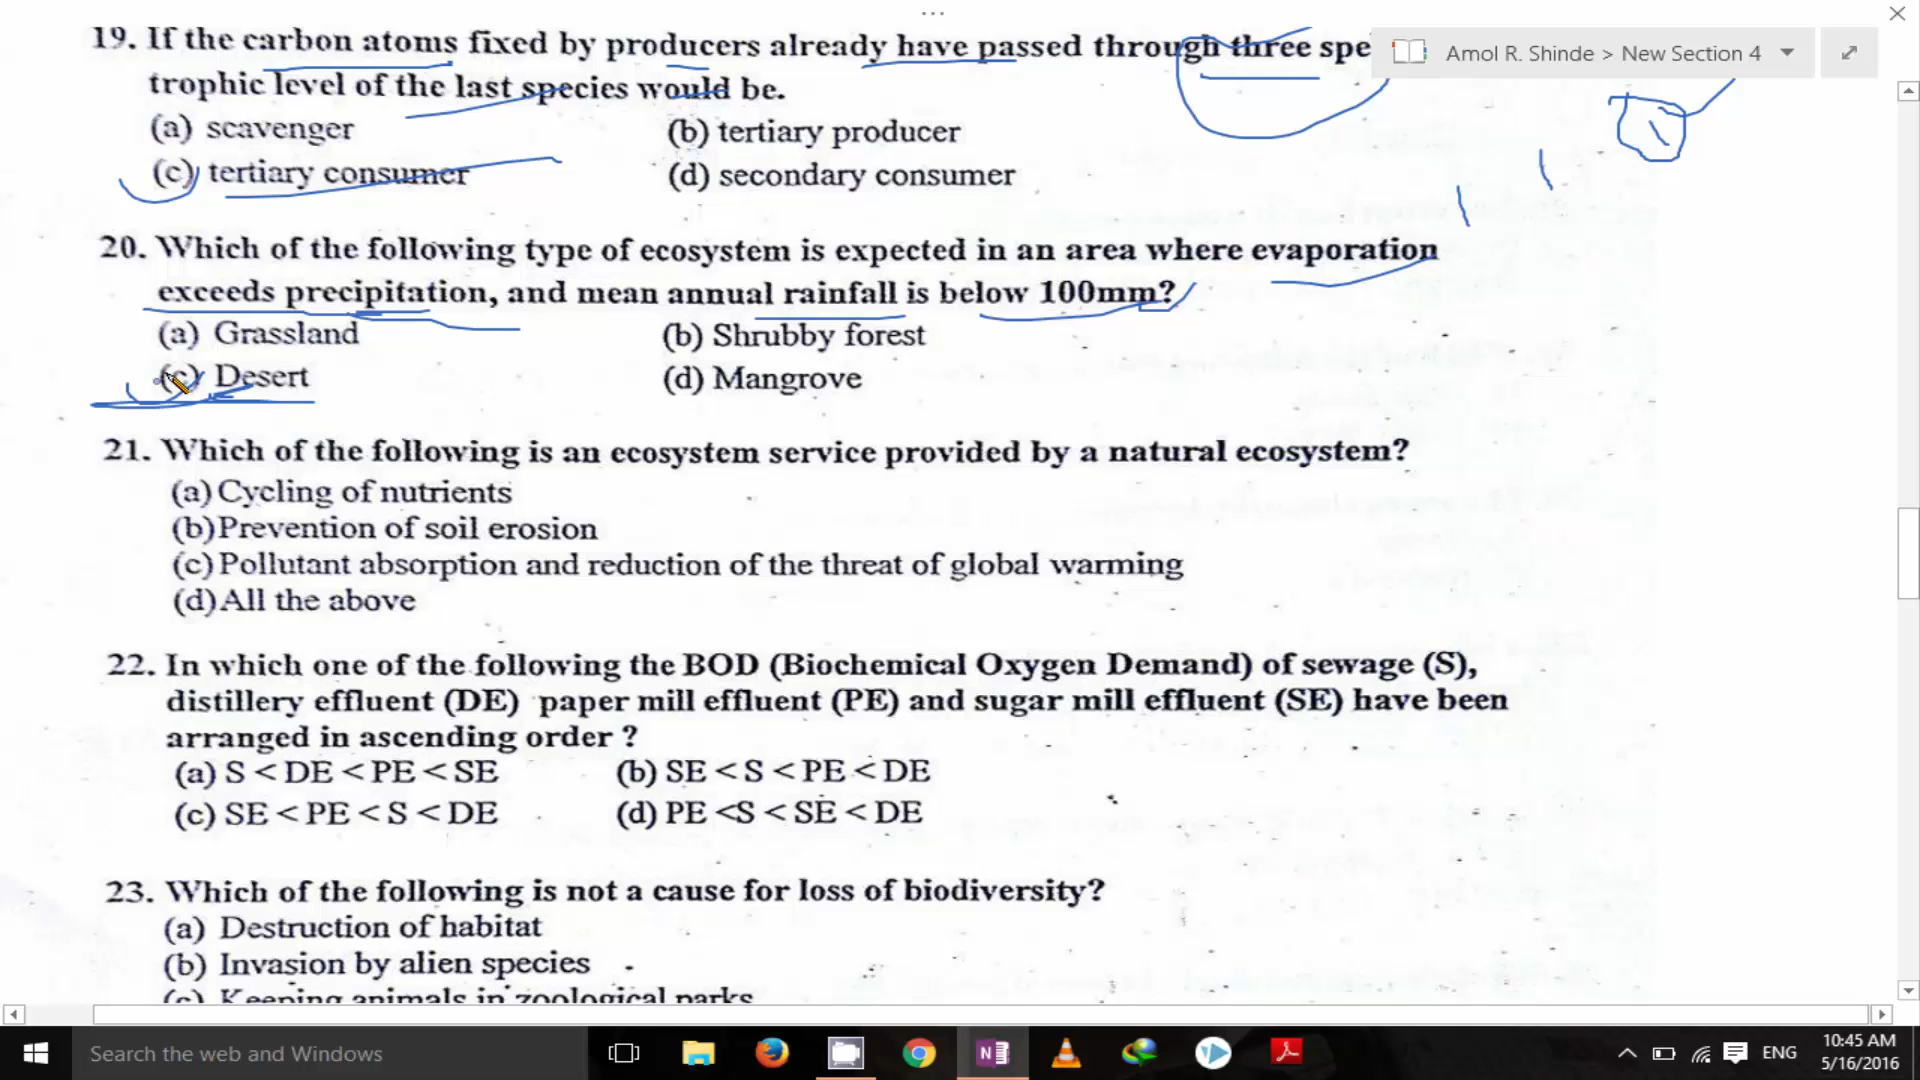 Amol R. Shinde > New Section 4
19. If the carbon atoms fixed by producers already have passed through three spe
trophic level of the last species would be.
(a) scavenger (b) tertiary producer
(c) tertiary consumer (d) secondary consumer
20. Which of the following type of ecosystem is expected in an area where evaporation
exceeds precipitation, and mean annual rainfall is below 100mm?
(a) Grassland (b) Shrubby forest
(c) Desert (d) Mangrove
21. Which of the following is an ecosystem service provided by a natural ecosystem?
(a) Cycling of nutrients
(b) Prevention of soil erosion
(c) Pollutant absorption and reduction of the threat of global warming
(d) All the above
22. In which one of the following the BOD (Biochemical Oxygen Demand) of sewage (S),
distillery effluent (DE) paper mill effluent (PE) and sugar mill effluent (SE) have been
arranged in ascending order ?
(a) S < DE < PE < SE (b) SE < S < PE < DE
(c) SE < PE < S < DE (d) PE <S < SE < DE
23. Which of the following is not a cause for loss of biodiversity?
(a) Destruction of habitat
(b) Invasion by alien species
(c) Keeping animals in zoological parks
Search the web and Windows
ENG
10:45 AM
5/16/2016